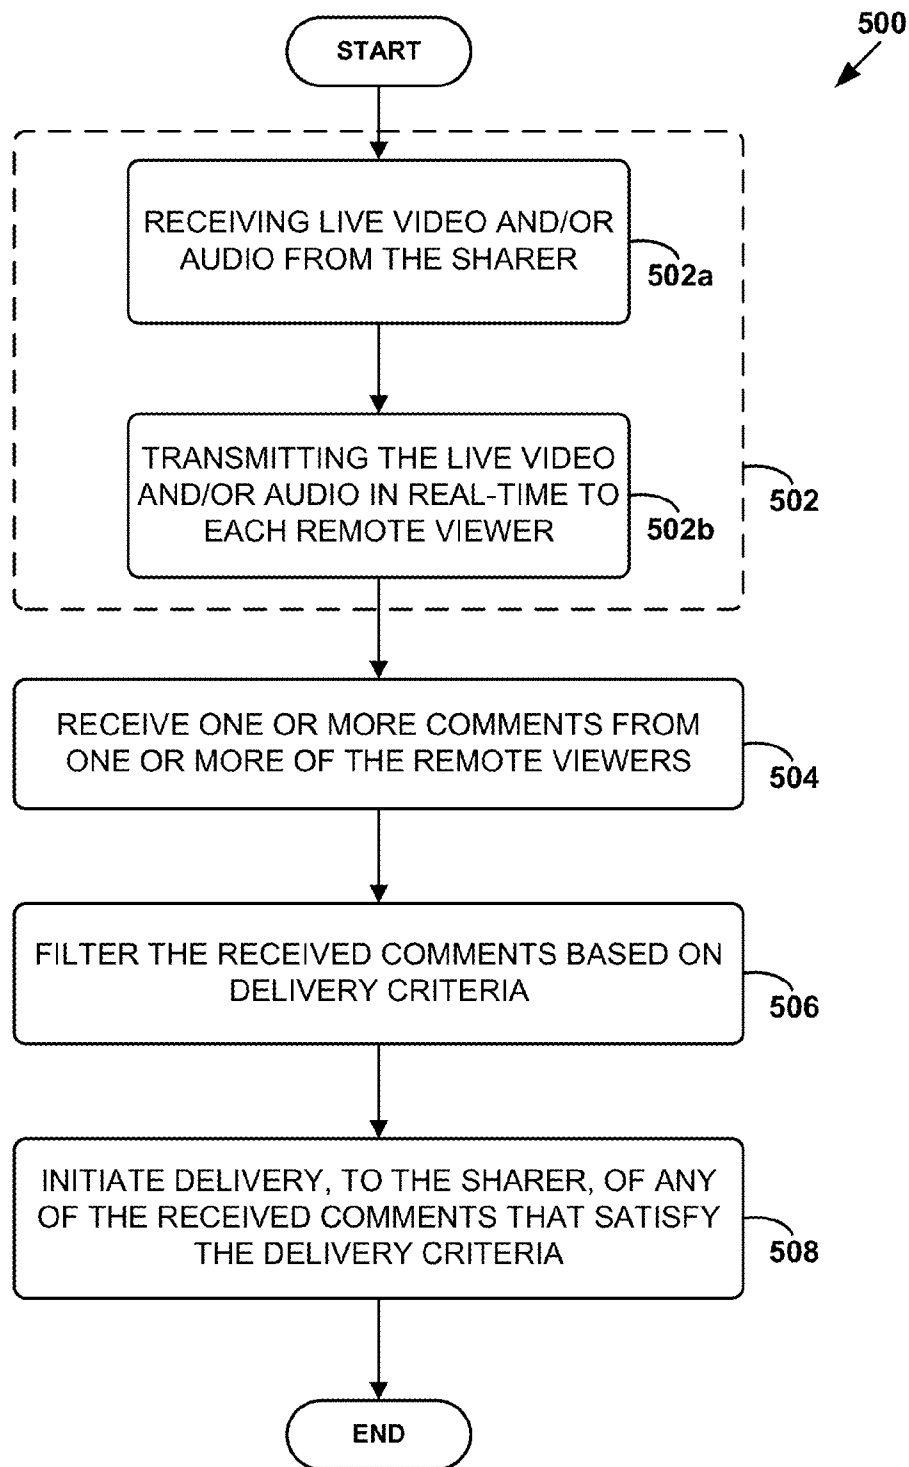 500
START
RECEIVING LIVE VIDEO AND/OR
AUDIO FROM THE SHARER
502a
TRANSMITTING THE LIVE VIDEO
AND/OR AUDIO IN REAL-TIME TO
EACH REMOTE VIEWER
502b
502
RECEIVE ONE OR MORE COMMENTS FROM
ONE OR MORE OF THE REMOTE VIEWERS
504
FILTER THE RECEIVED COMMENTS BASED ON
DELIVERY CRITERIA
506
INITIATE DELIVERY, TO THE SHARER, OF ANY
OF THE RECEIVED COMMENTS THAT SATISFY
THE DELIVERY CRITERIA
508
END